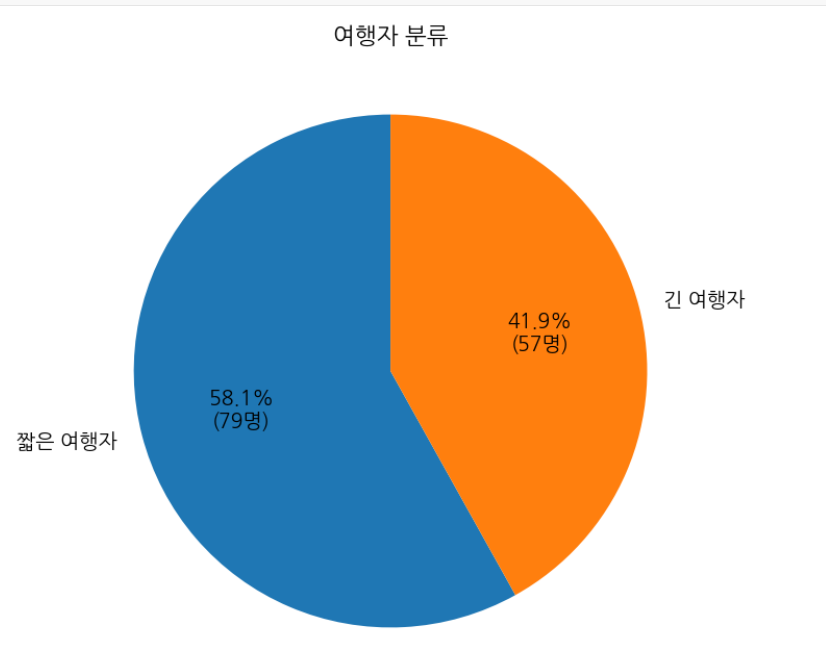 여행자 분류
41.9%
(57명)
긴 여행자
58.1%
(79명)
짧은 여행자